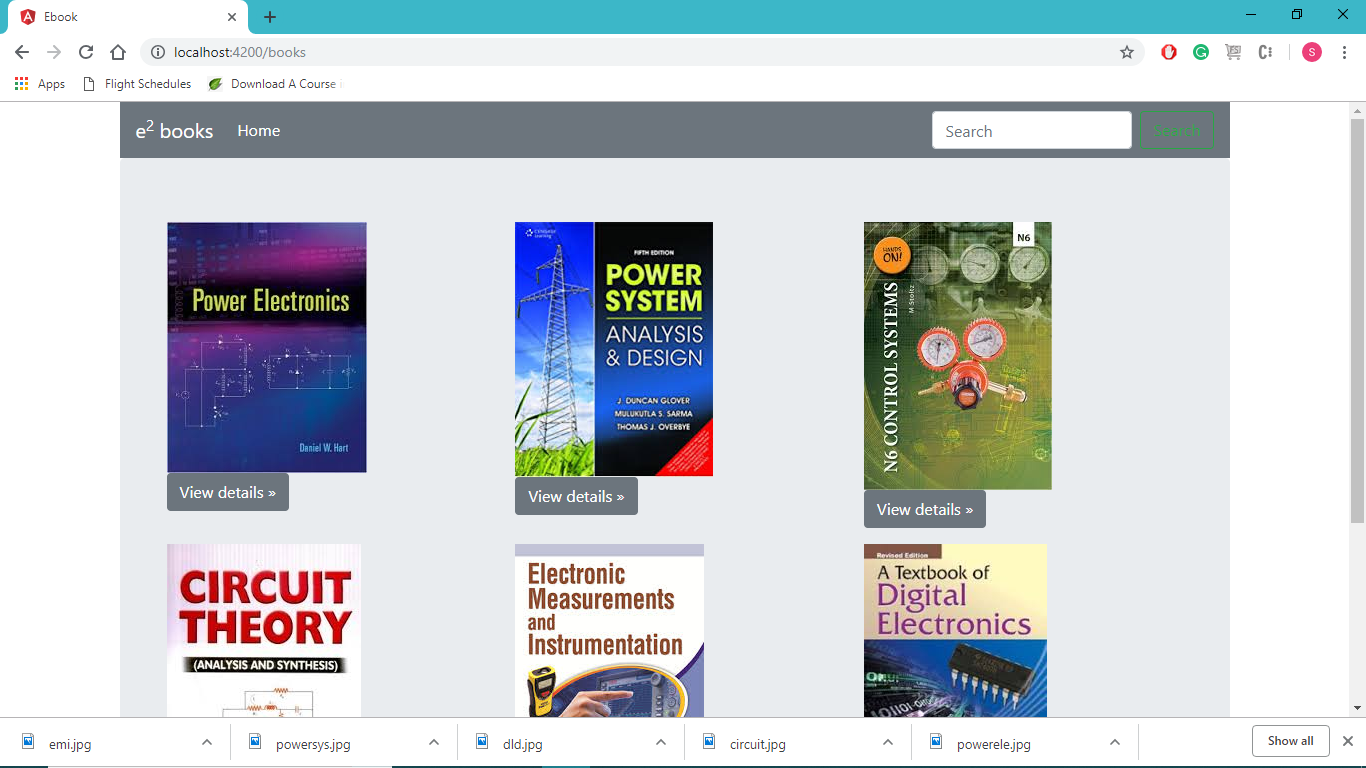 Ebook
localhost:4200/books
S
Apps
Flight Schedules
Download A Course
e² books
Home
Search
Search
Power Electronics
Daniel W. Hart
View details »
CENGAGE
Learning
FIFTH EDITION
POWER
SYSTEM
ANALYSIS
& DESIGN
J. DUNCAN GLOVER
MULUKUTLA S. SARMA
THOMAS J. OVERBYE
View details »
N6
HANDS
ON!
N6 CONTROL SYSTEMS
M Stoltz
View details »
CIRCUIT
THEORY
(ANALYSIS AND SYNTHESIS)
Electronic
Measurements
and
Instrumentation
Revised Edition
A Textbook of
Digital
Electronics
emi.jpg
powersys.jpg
dld.jpg
circuit.jpg
powerele.jpg
Show all